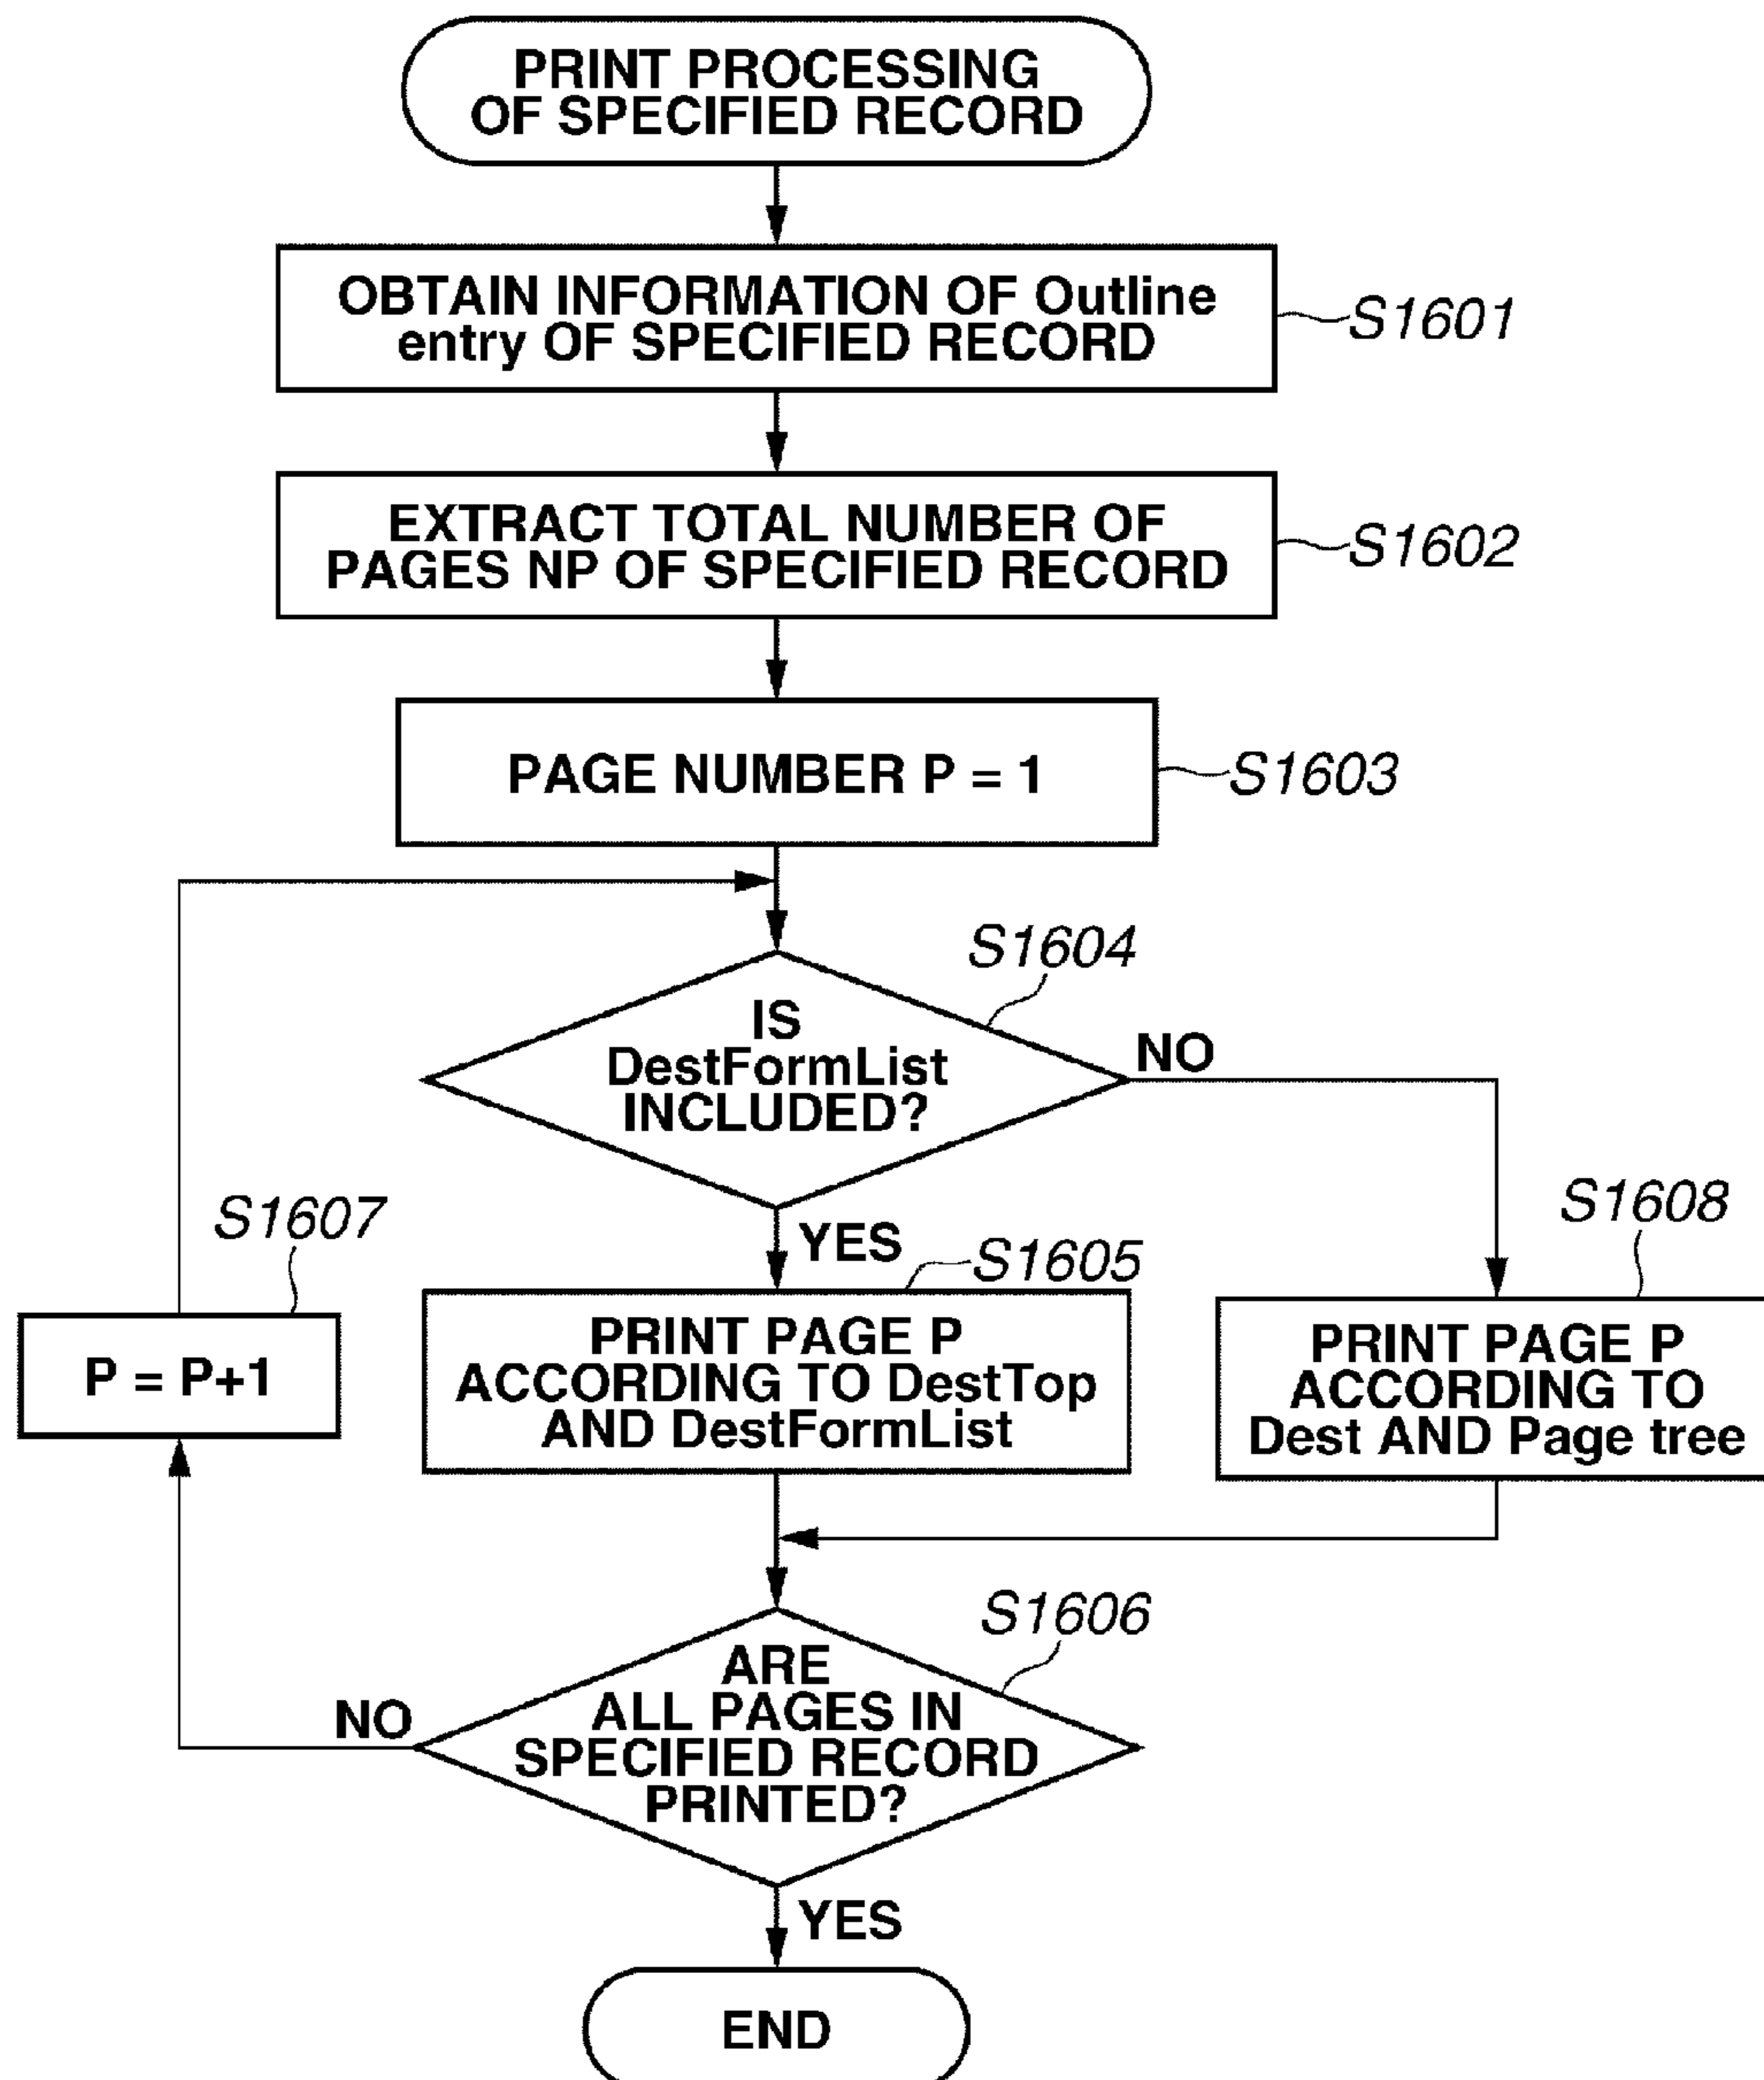 PRINT PROCESSING
OF SPECIFIED RECORD
OBTAIN INFORMATION OF Outline
entry OF SPECIFIED RECORD
S1601
EXTRACT TOTAL NUMBER OF
PAGES NP OF SPECIFIED RECORD
S1602
PAGE NUMBER P = 1
S1603
S1604
IS
DestFormList
INCLUDED?
NO
YES
S1607
P = P+1
S1605
PRINT PAGE P
ACCORDING TO DestTop
AND DestFormList
S1608
PRINT PAGE P
ACCORDING TO
Dest AND Page tree
S1606
ARE
ALL PAGES IN
SPECIFIED RECORD
PRINTED?
NO
YES
END